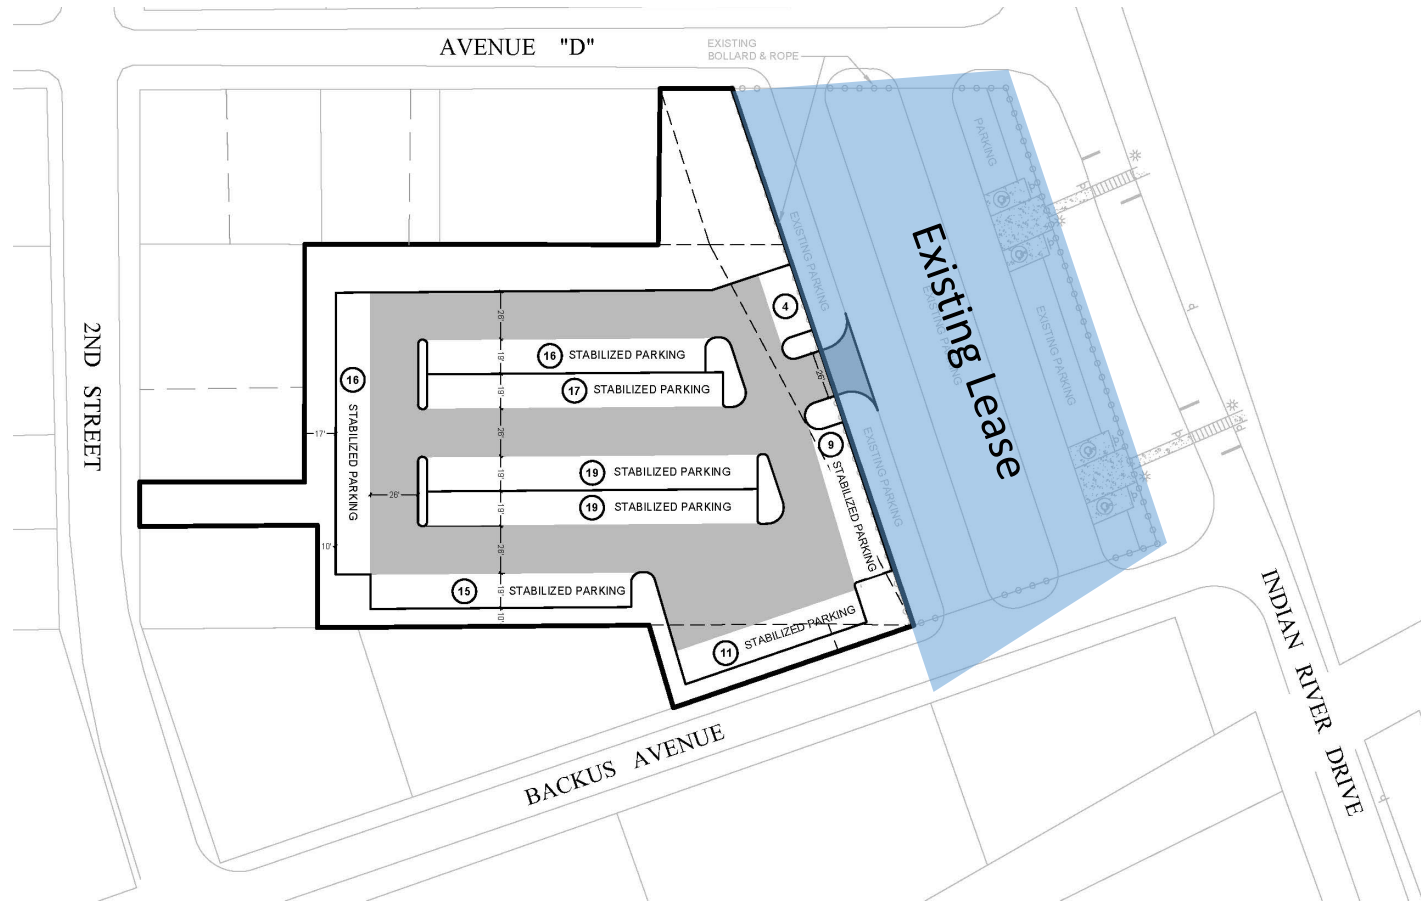 AVENUE "D"
EXISTING
BOLLARD & ROPE
PARKING
EXISTING PARKING
EXISTING PARKING
EXISTING PARKING
EXISTING PARKING
Existing Lease
4
26'
16
STABILIZED PARKING
17
STABILIZED PARKING
16
STABILIZED PARKING
26'
19'
19'
26'
9
STABILIZED PARKING
17'
19
STABILIZED PARKING
19
STABILIZED PARKING
26'
19'
19'
26'
10'
15
STABILIZED PARKING
19'
10'
11
STABILIZED PARKING
2ND STREET
BACKUS AVENUE
INDIAN RIVER DRIVE